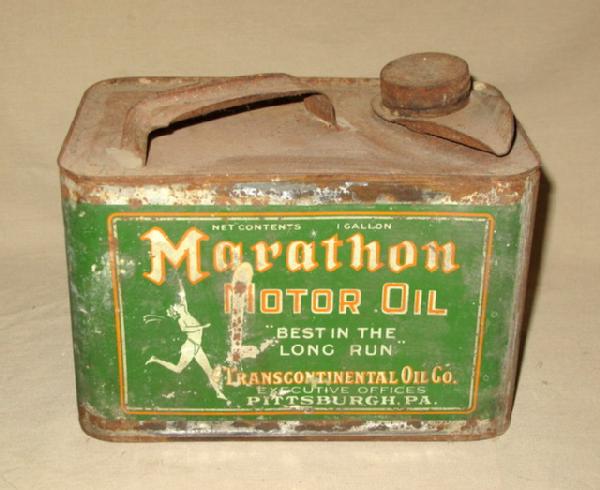 NET CONTENTS 1 GALLON
Marathon
MOTOR OIL
"BEST IN THE
LONG RUN"
TRANSCONTINENTAL OIL CO.
EXECUTIVE OFFICES
PITTSBURGH, PA.